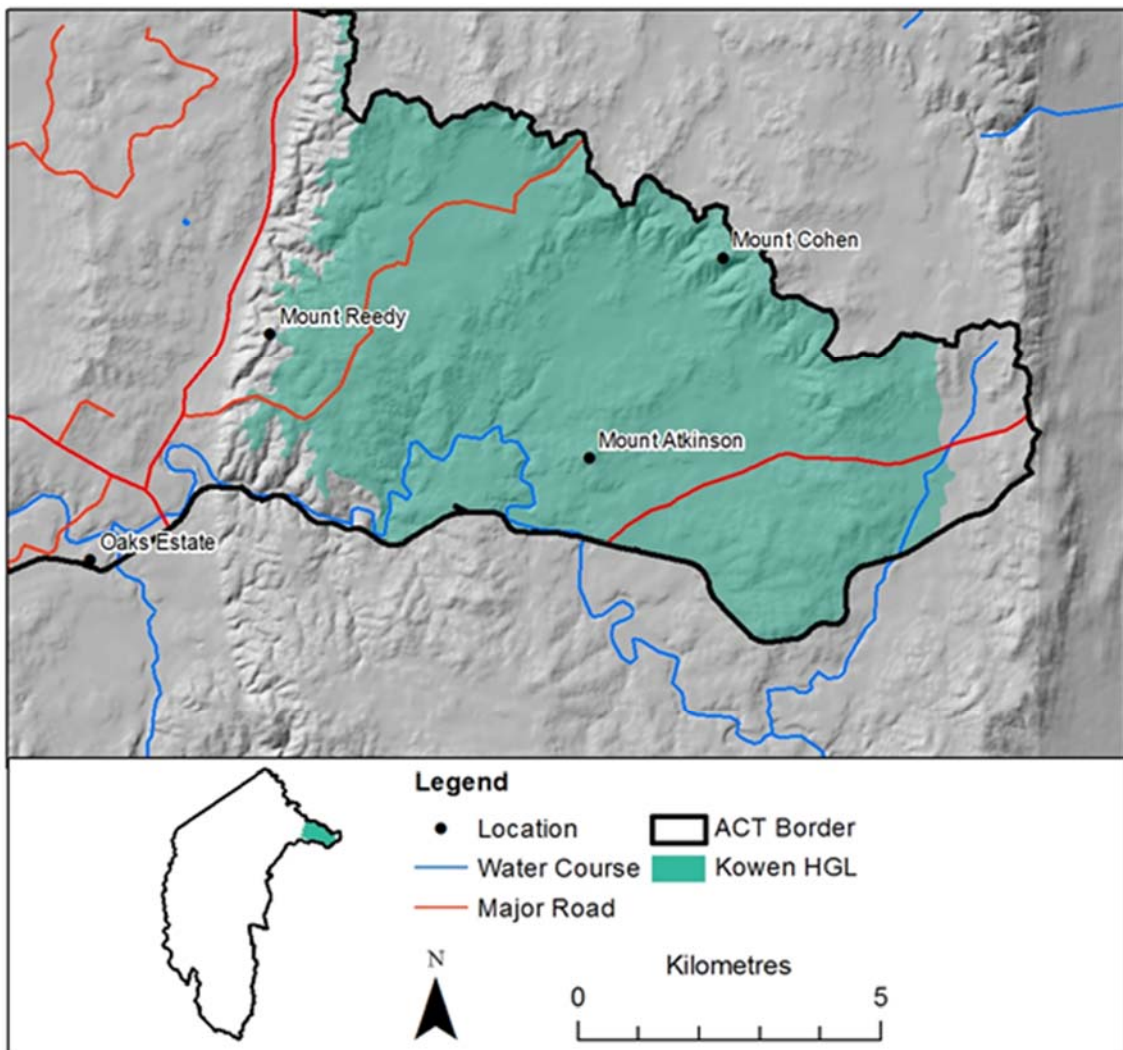 Mount Cohen
Mount Reedy
Mount Atkinson
Oaks Estate
Legend
Location
ACT Border
Water Course
Kowen HGL
Major Road
N
Kilometres
0 5